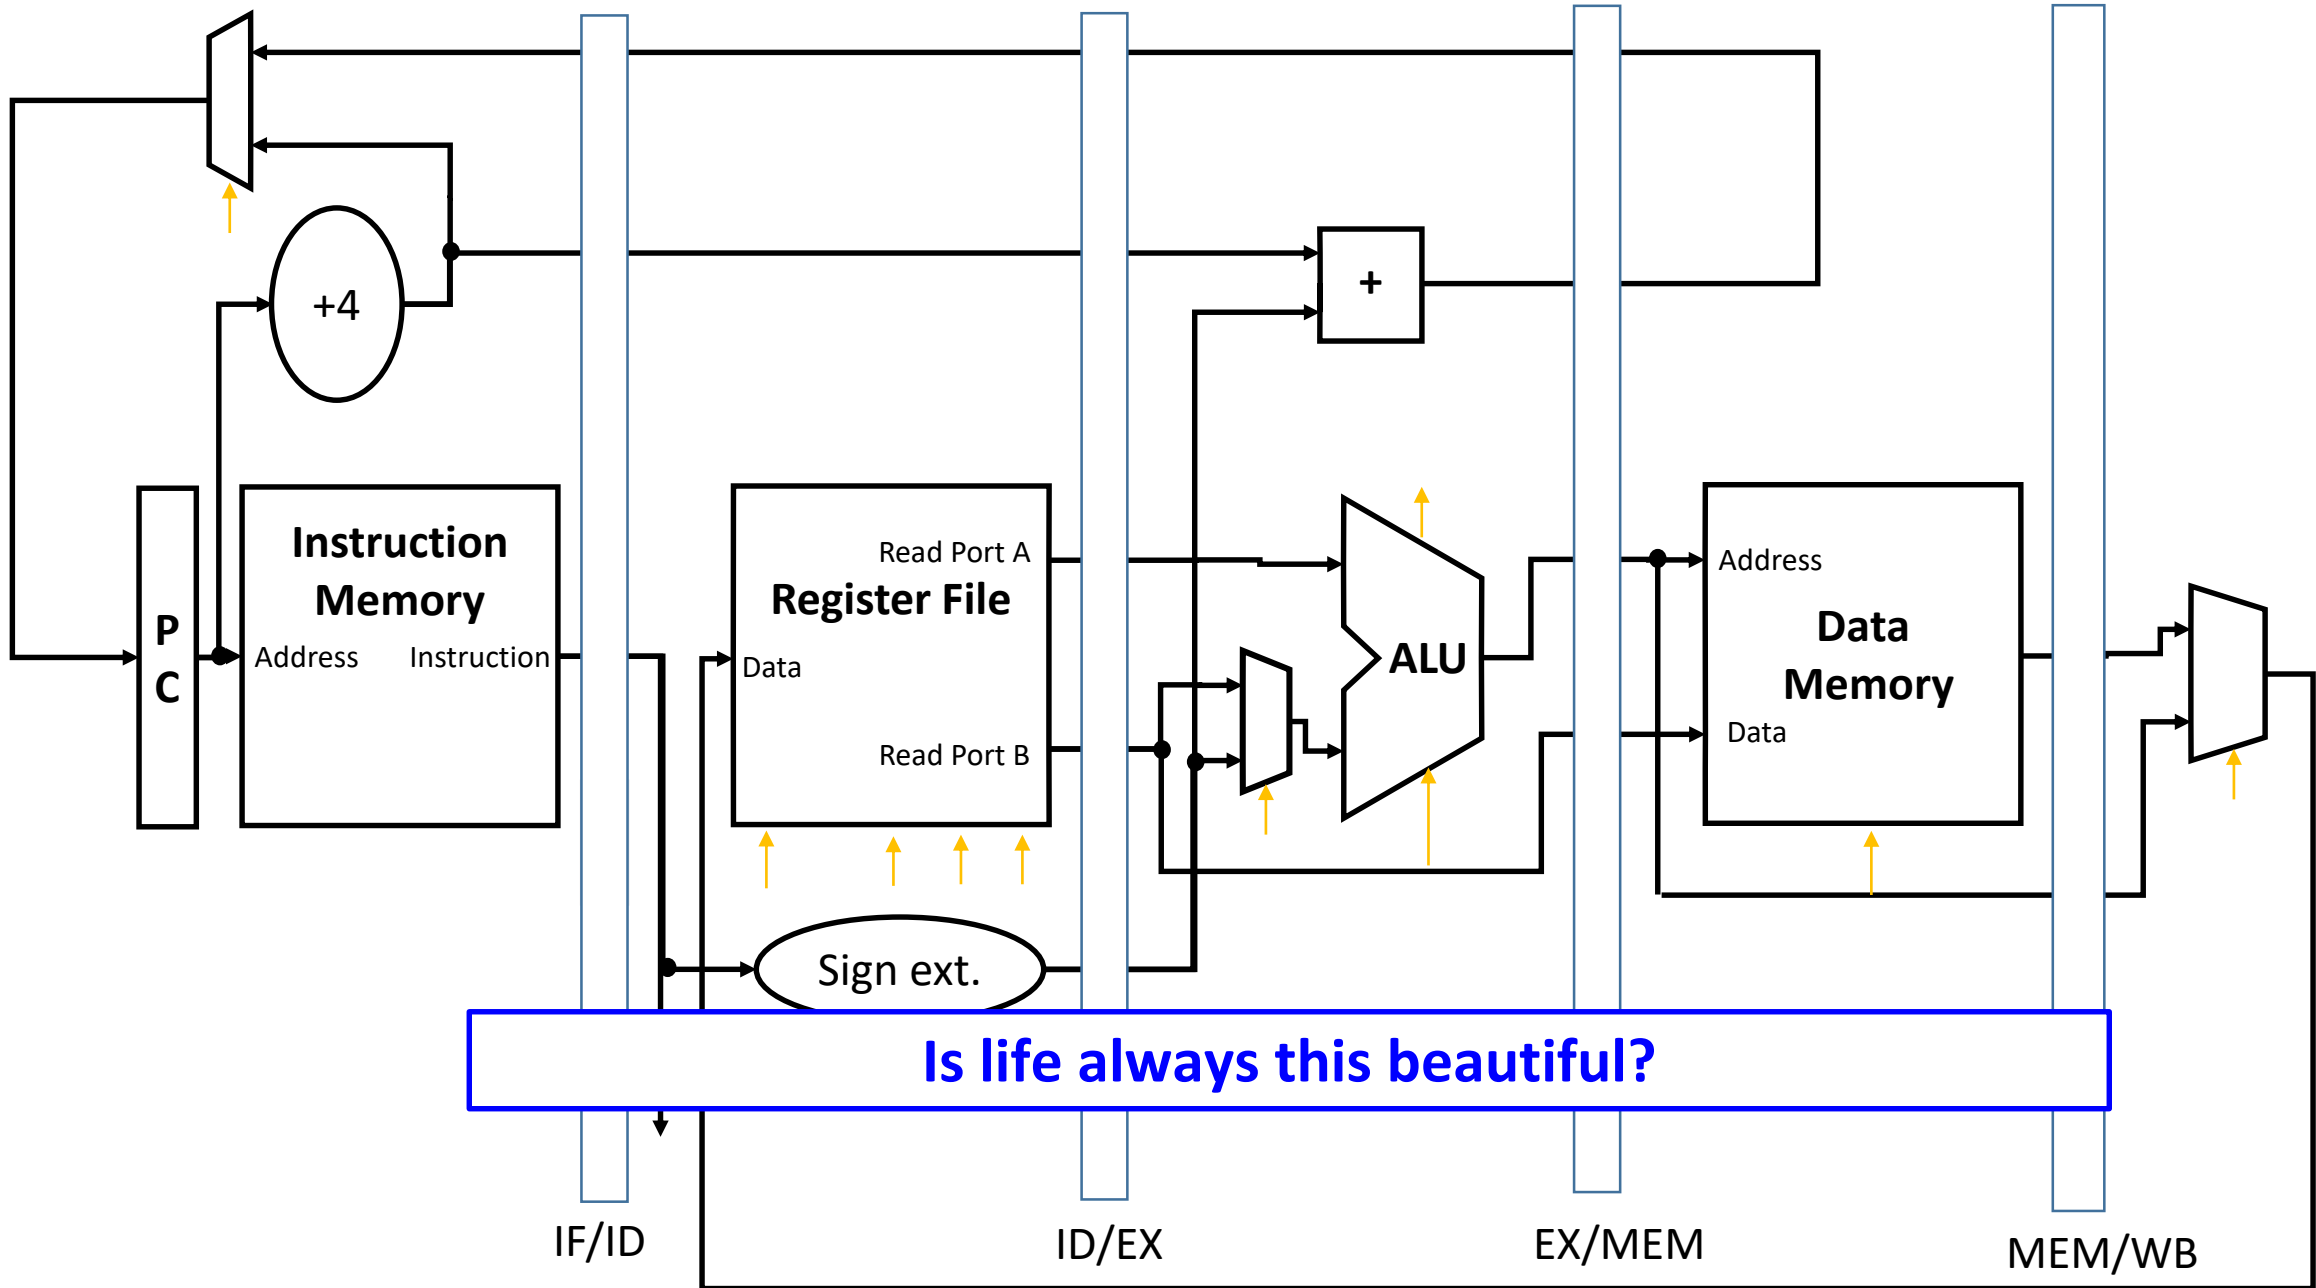 +4
+
P
C
Instruction
Memory
Address
Instruction
Read Port A
Register File
Data
Read Port B
ALU
Address
Data
Memory
Data
Sign ext.
Is life always this beautiful?
IF/ID
ID/EX
EX/MEM
MEM/WB